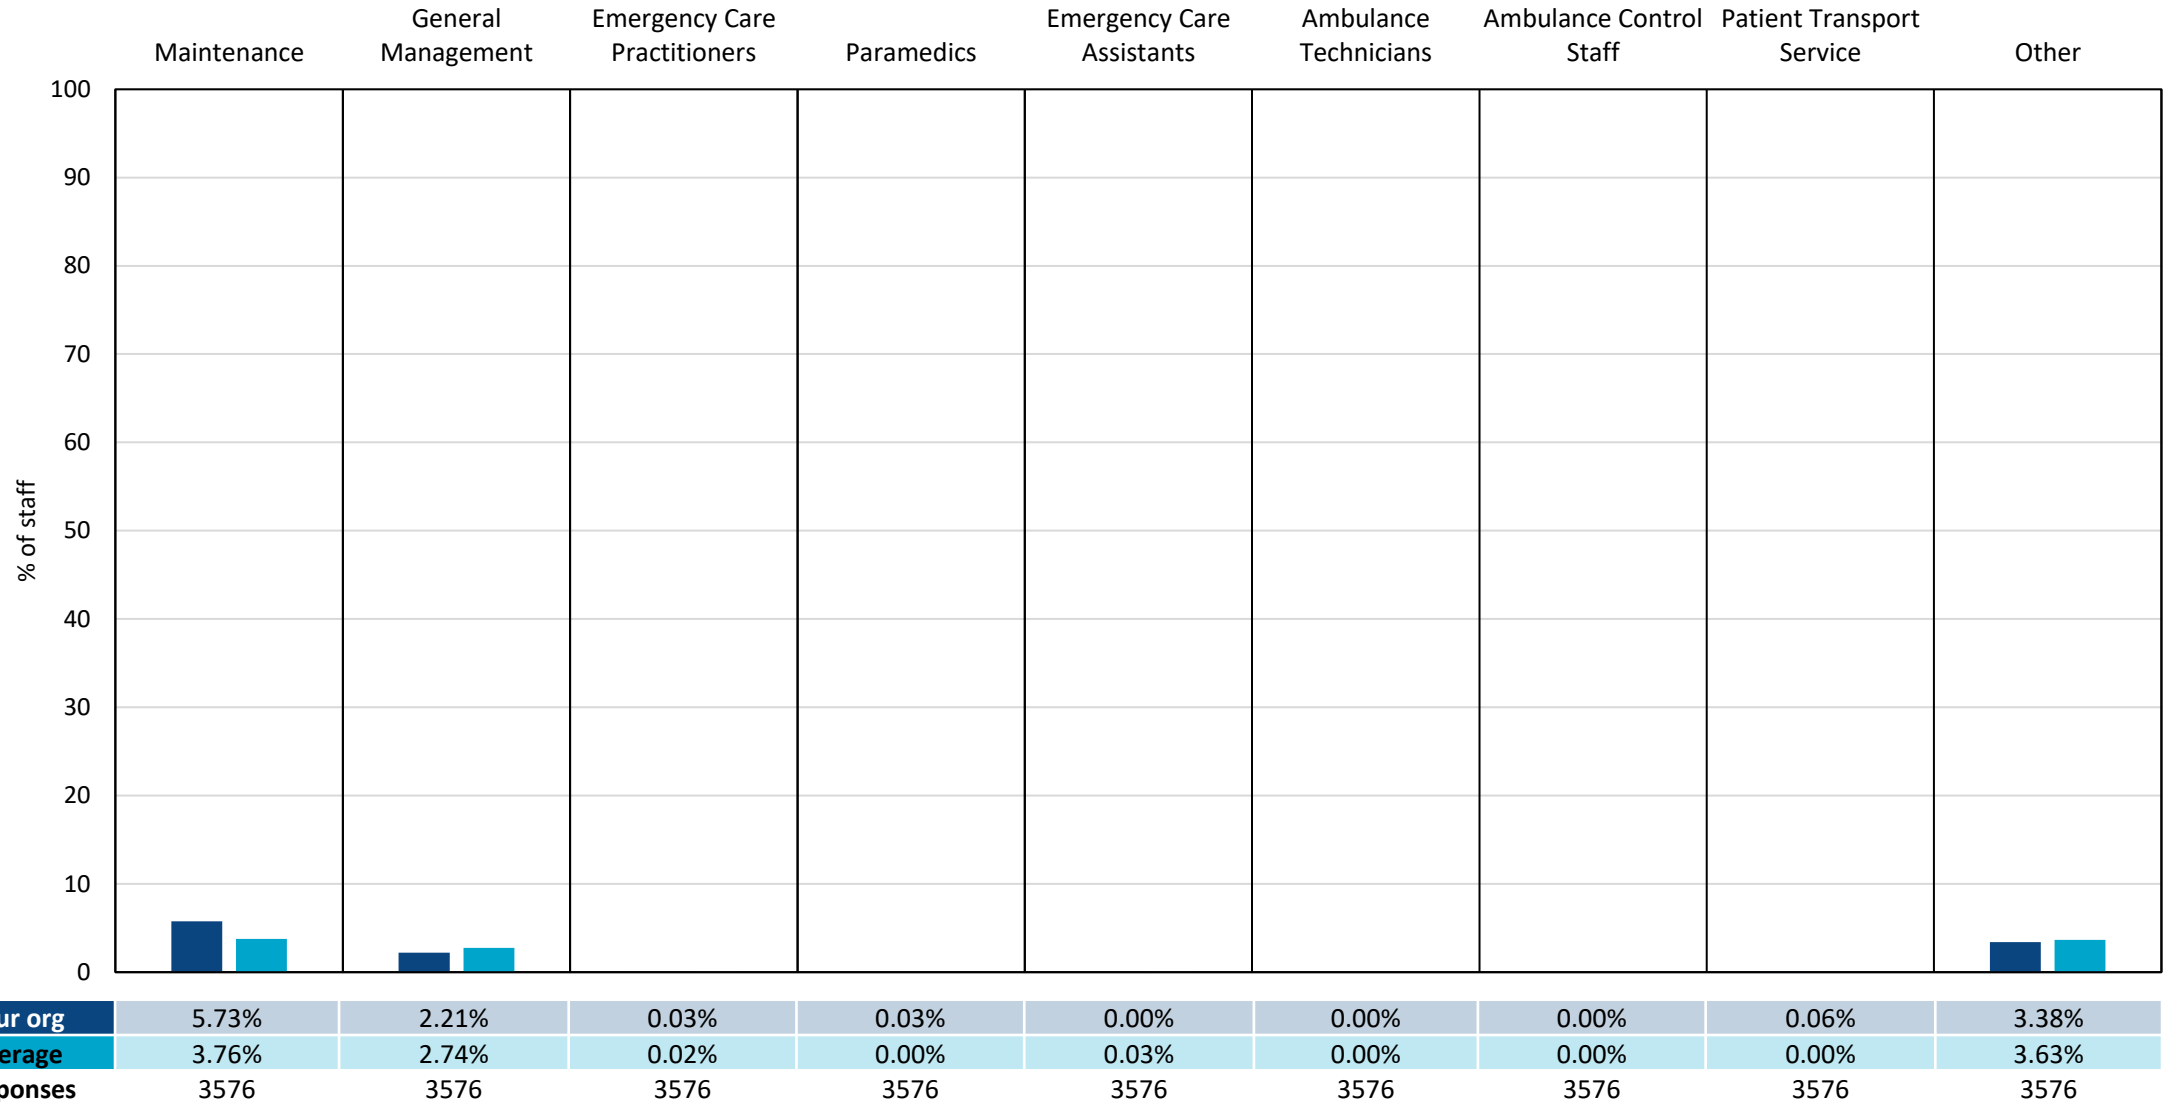 Maintenance
General
Management
Emergency Care
Practitioners
Paramedics
Emergency Care
Assistants
Ambulance
Technicians
Ambulance Control
Staff
Patient Transport
Service
Other
% of staff
100
90
80
70
60
50
40
30
20
10
0
ur org 5.73% 2.21% 0.03% 0.03% 0.00% 0.00% 0.00% 0.06% 3.38%
erage 3.76% 2.74% 0.02% 0.00% 0.03% 0.00% 0.00% 0.00% 3.63%
ponses 3576 3576 3576 3576 3576 3576 3576 3576 3576